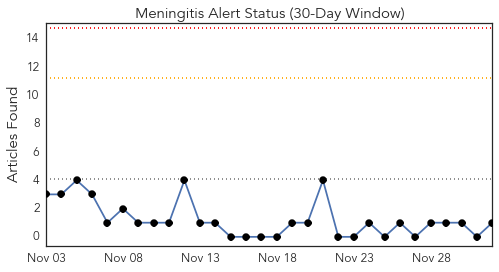 Meningitis Alert Status (30-Day Window)
Articles Found
14
12
10
8
6
4
2
0
Nov 03 Nov 08 Nov 13 Nov 18 Nov 23 Nov 28